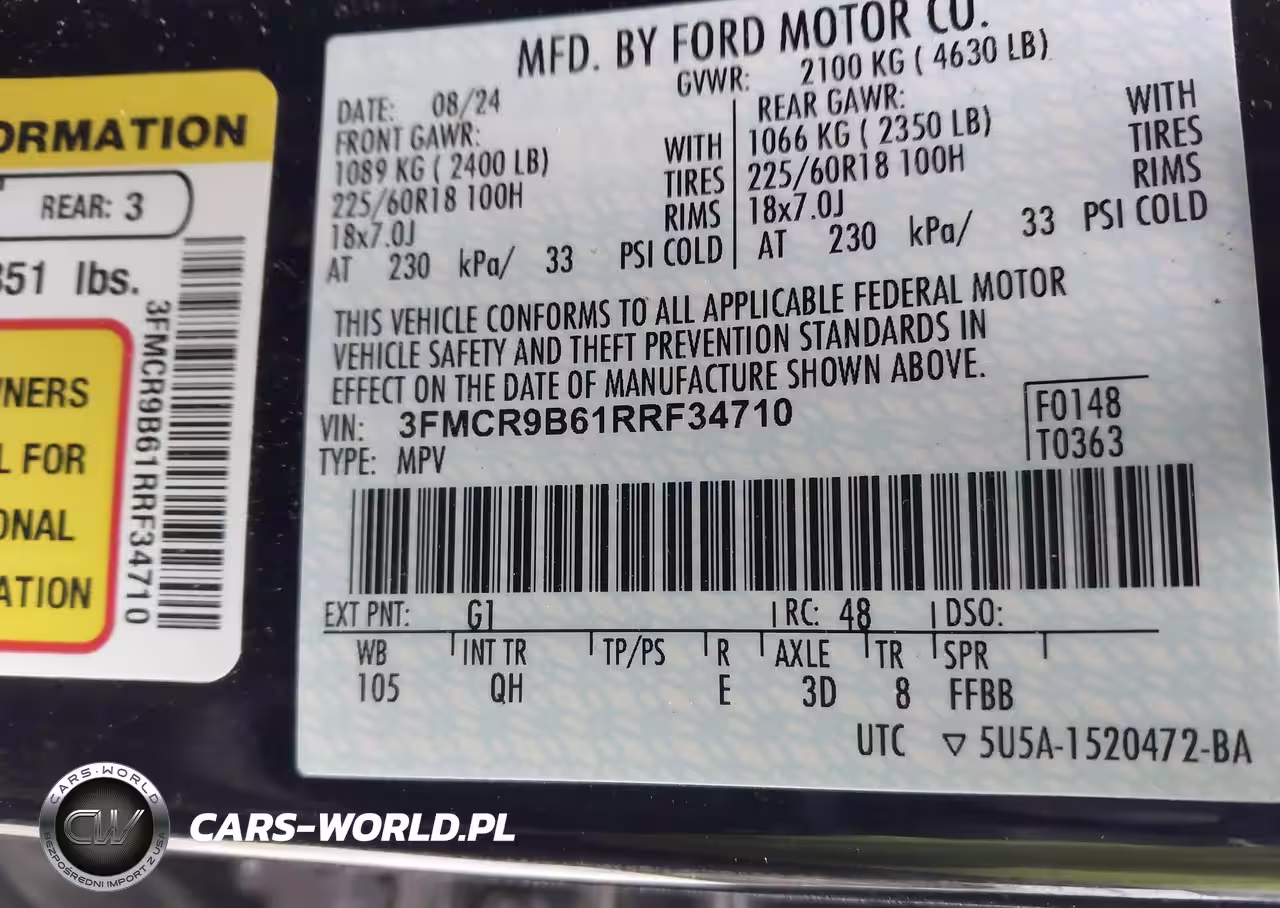 ORMATION
REAR: 3
351 lbs.
3FMCR9B61RRF34710
NERS
L FOR
ONAL
ATION
MFD. BY FORD MOTOR CO.
GVWR: 2100 KG ( 4630 LB)
DATE: 08/24
FRONT GAWR:
1089 KG ( 2400 LB) WITH
225/60R18 100H TIRES
18x7.0J RIMS
AT 230 kPa/ 33 PSI COLD
REAR GAWR: WITH
1066 KG ( 2350 LB) TIRES
225/60R18 100H RIMS
18x7.0J
AT 230 kPa/ 33 PSI COLD
THIS VEHICLE CONFORMS TO ALL APPLICABLE FEDERAL MOTOR
VEHICLE SAFETY AND THEFT PREVENTION STANDARDS IN
EFFECT ON THE DATE OF MANUFACTURE SHOWN ABOVE.
VIN: 3FMCR9B61RRF34710
TYPE: MPV
F0148
T0363
EXT PNT: G1 RC: 48 DSO:
WB INT TR TP/PS R AXLE TR SPR
105 QH E 3D 8 FFBB
UTC ▽ 5U5A-1520472-BA
CARS-WORLD
CW
BEZPOŚREDNI IMPORT Z USA
CARS-WORLD.PL